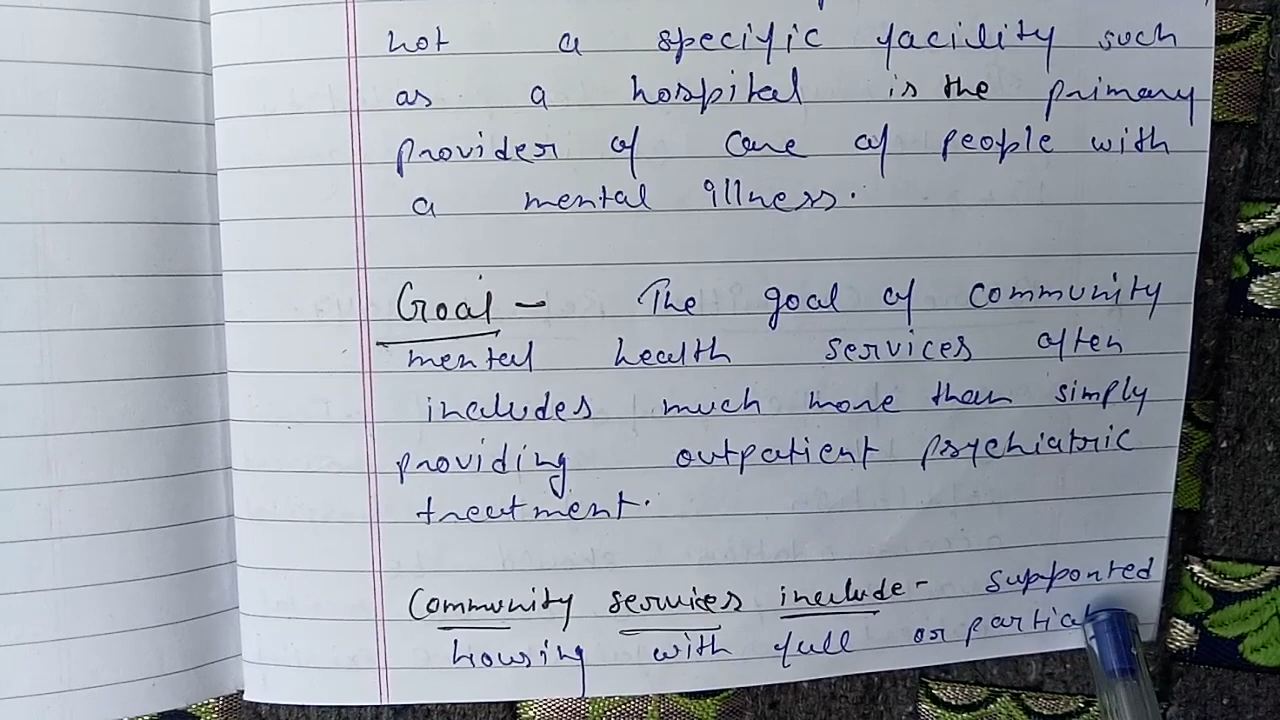 not a specific facility such
as a hospital is the primary
provider of care of people with
a mental illness.
Goal - The goal of community
mental health services often
includes much more than simply
providing outpatient psychiatric
treatment.
Community services include - supported
housing with full or partial